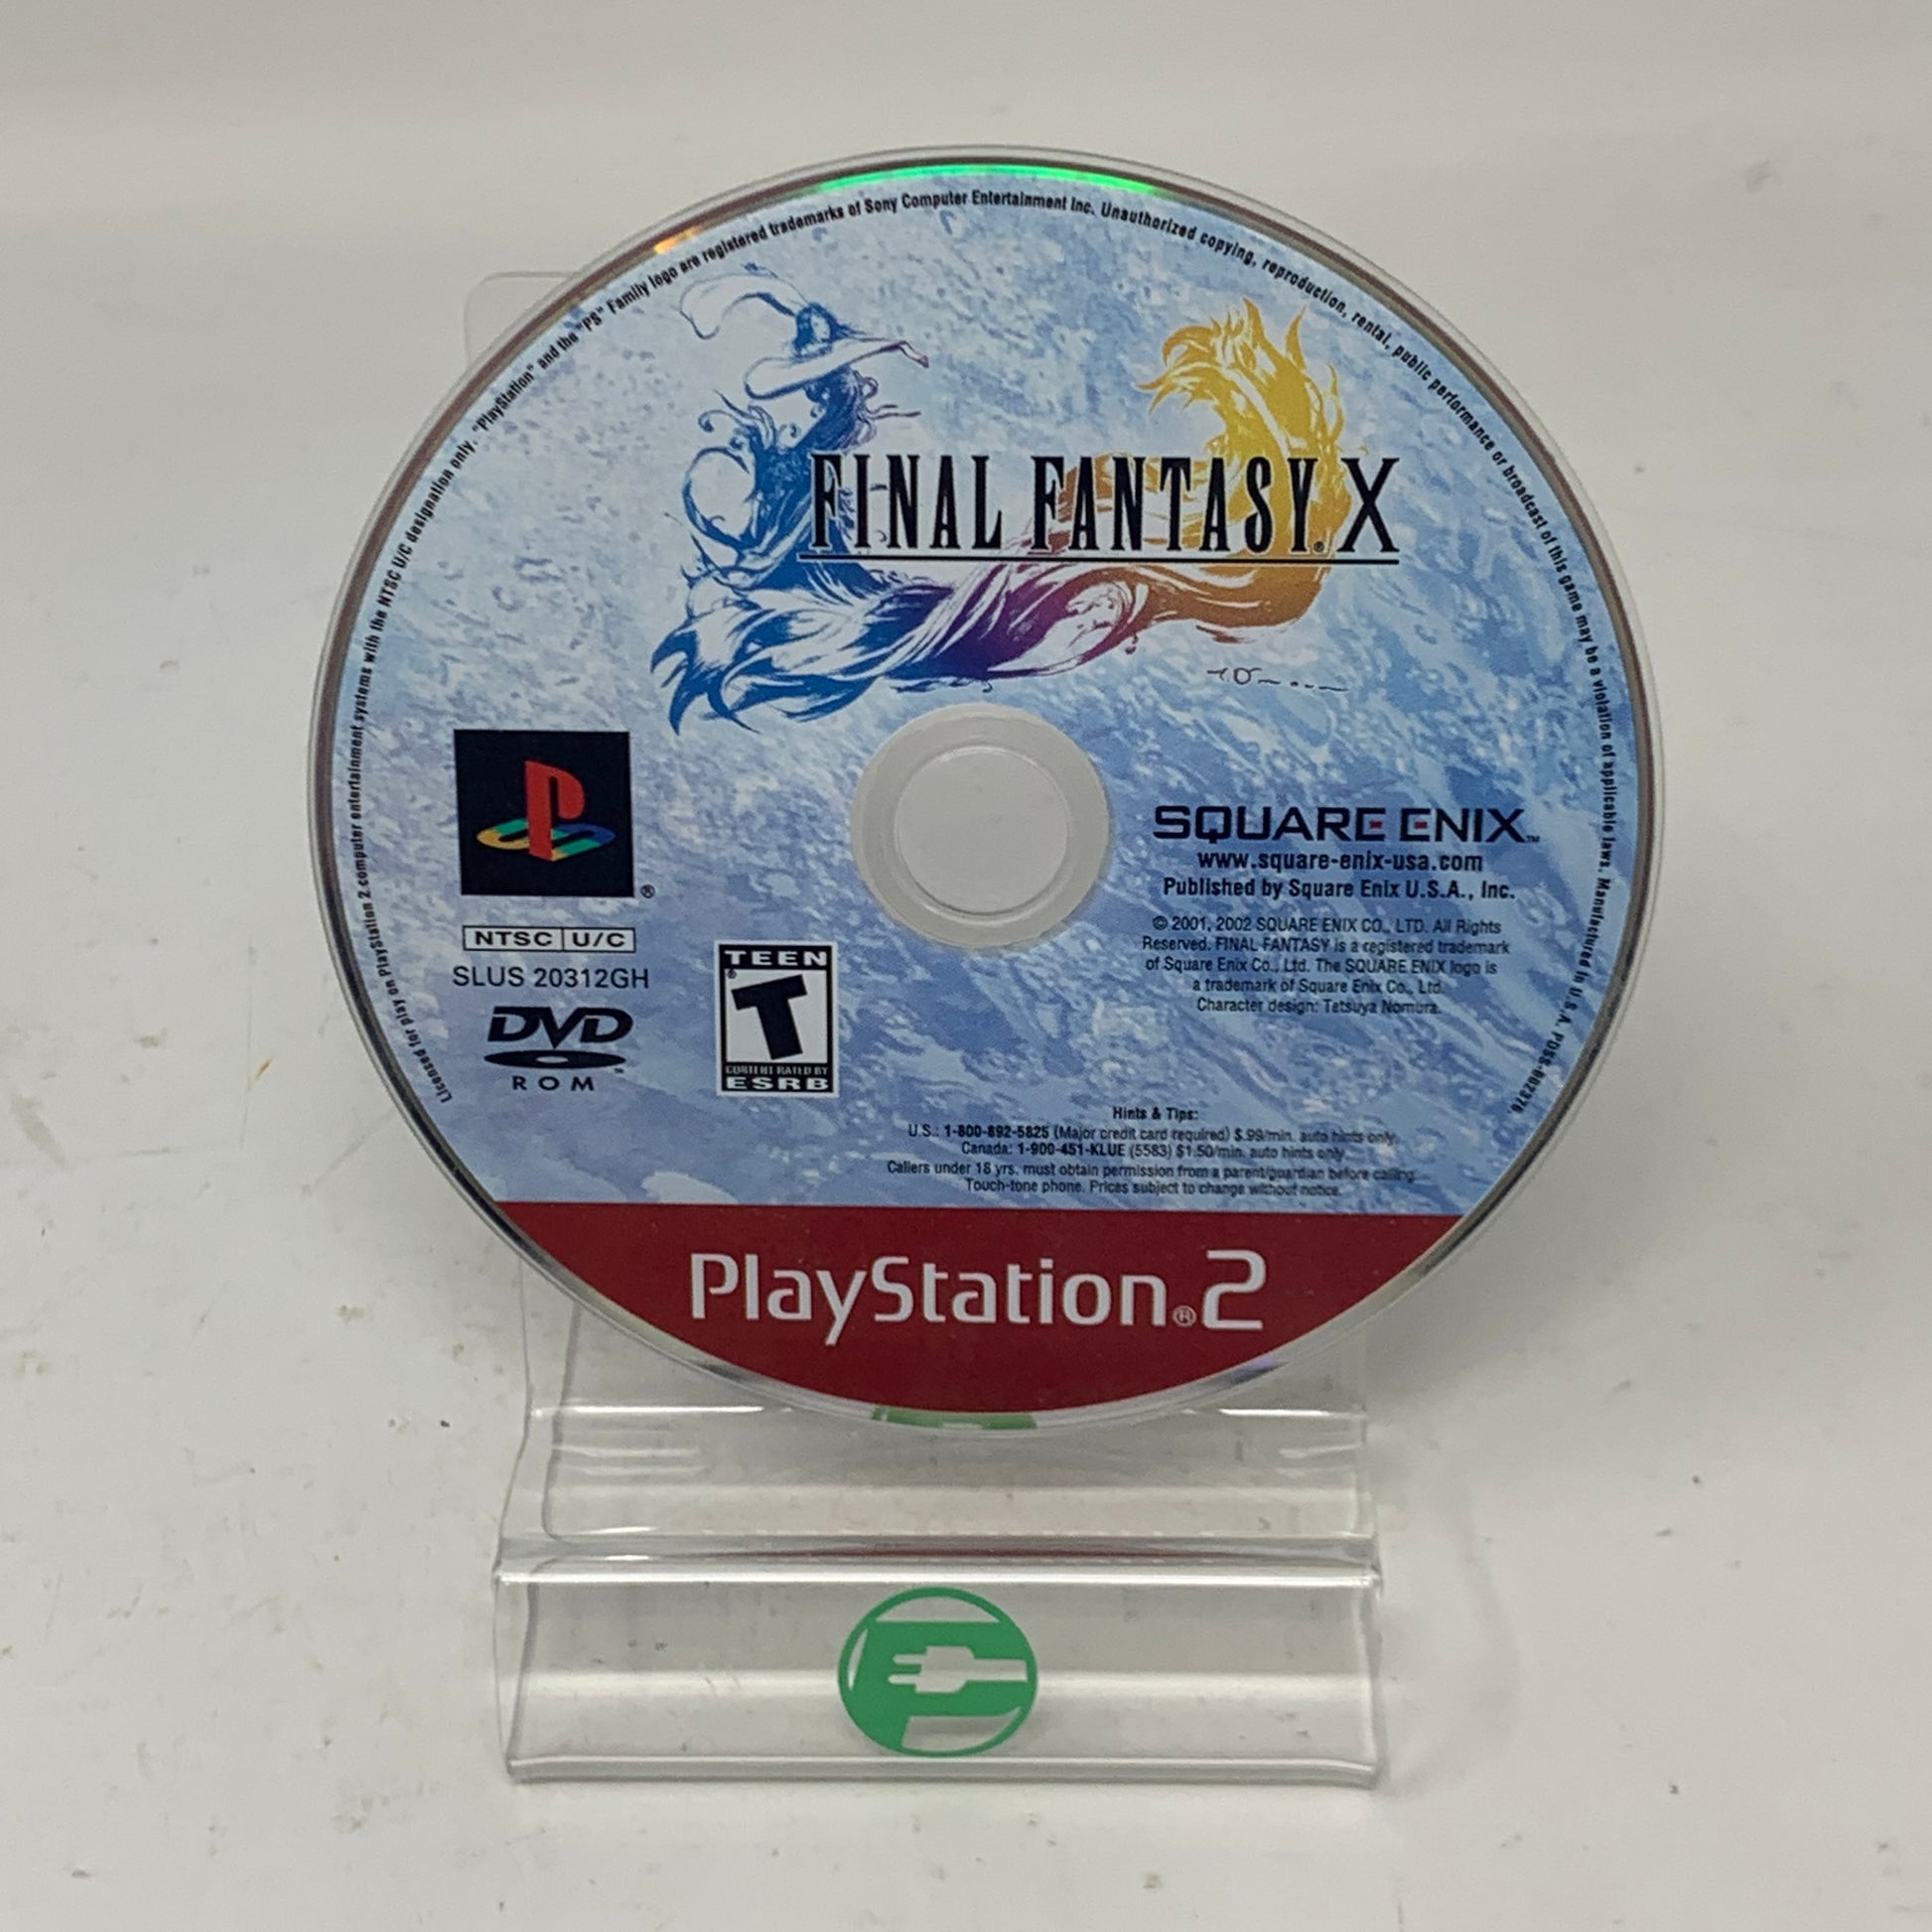 Licensed for play on PlayStation 2 computer entertainment systems with the NTSC U/C designation only. "PlayStation" and the "PS" Family logo are registered trademarks of Sony Computer Entertainment Inc. Unauthorized copying, reproduction, rental, public performance or broadcast of this game may be a violation of applicable laws. Manufactured in U.S.A. PDSS-002376.
FINAL FANTASY® X
SQUARE ENIX™
www.square-enix-usa.com
Published by Square Enix U.S.A., Inc.
© 2001, 2002 SQUARE ENIX CO., LTD. All Rights
Reserved. FINAL FANTASY is a registered trademark
of Square Enix Co., Ltd. The SQUARE ENIX logo is
a trademark of Square Enix Co., Ltd.
Character design: Tetsuya Nomura.
®
NTSC U/C
SLUS 20312GH
DVD™
ROM
TEEN
®
T
CONTENT RATED BY
ESRB
Hints & Tips:
U.S.: 1-800-892-5825 (Major credit card required) $.99/min. auto hints only.
Canada: 1-900-451-KLUE (5583) $1.50/min. auto hints only.
Callers under 18 yrs. must obtain permission from a parent/guardian before calling.
Touch-tone phone. Prices subject to change without notice.
PlayStation®2